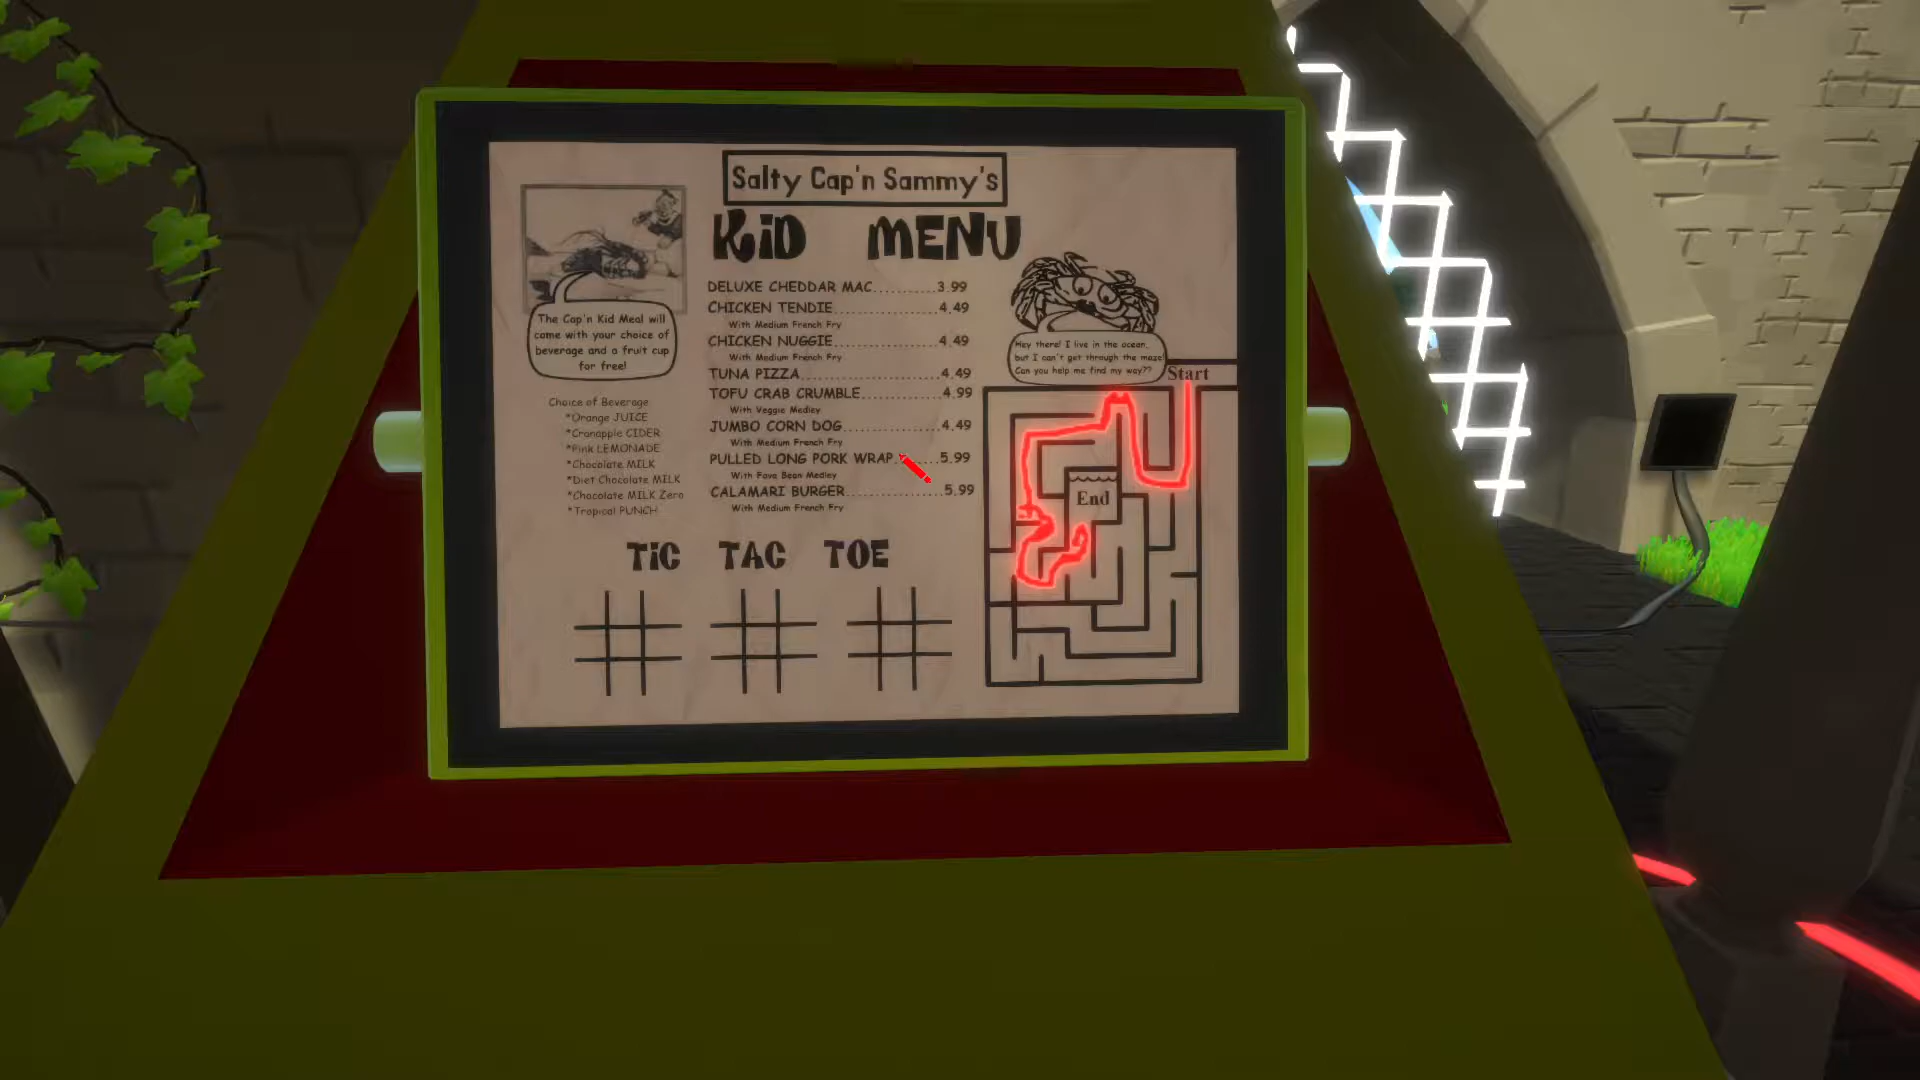 Salty Cap'n Sammy's
KiD MENU
The Cap'n Kid Meal will
come with your choice of
beverage and a fruit cup
for free!
Choice of Beverage
*Orange JUICE
*Cranapple CIDER
*Pink LEMONADE
*Chocolate MILK
*Diet Chocolate MILK
*Chocolate MILK Zero
*Tropical PUNCH
DELUXE CHEDDAR MAC..........3.99
CHICKEN TENDIE................4.49
With Medium French Fry
CHICKEN NUGGIE................4.49
With Medium French Fry
TUNA PIZZA.....................4.49
TOFU CRAB CRUMBLE............4.99
With Veggie Medley
JUMBO CORN DOG..............4.49
With Medium French Fry
PULLED LONG PORK WRAP.......5.99
With Fava Bean Medley
CALAMARI BURGER..............5.99
With Medium French Fry
Hey there! I live in the ocean,
but I can't get through the maze!
Can you help me find my way??
Start
End
TiC TAC TOE